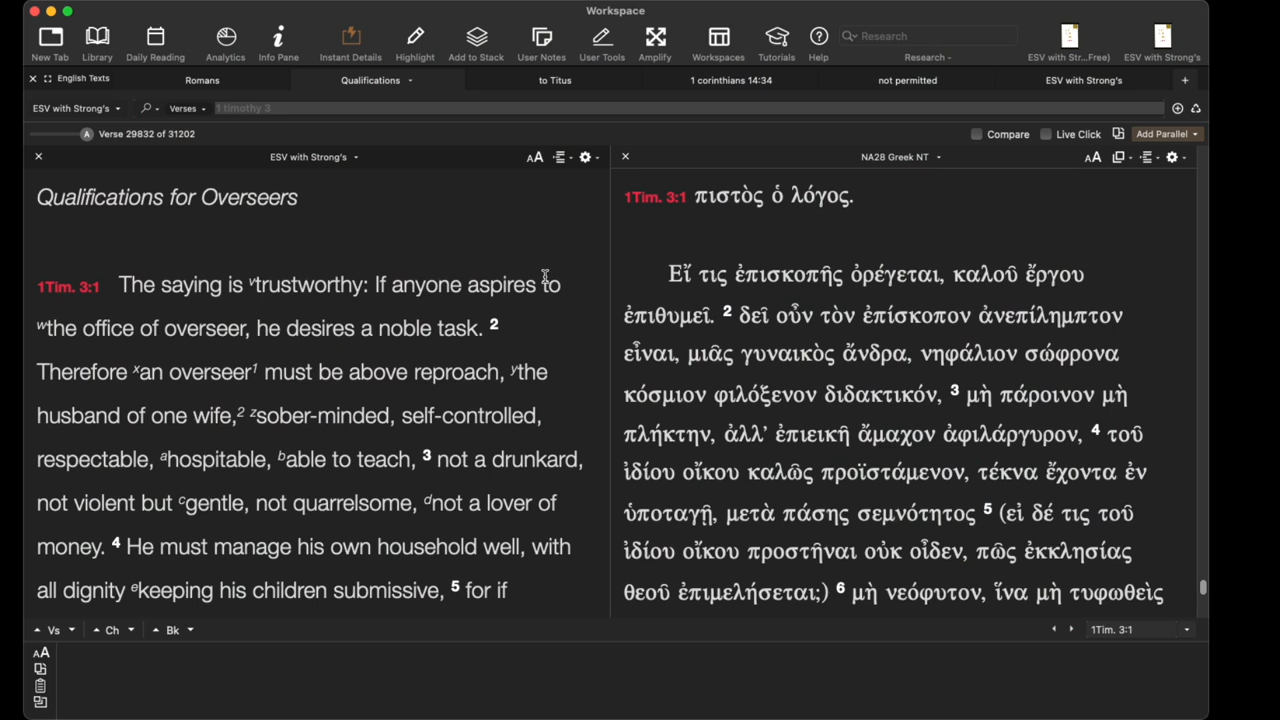 Workspace
New Tab Library Daily Reading Analytics Info Pane Instant Details Highlight Add to Stack User Notes User Tools Amplify Workspaces Tutorials Help Research Research ESV with Str...Free) ESV with Strong's
English Texts Romans Qualifications to Titus 1 corinthians 14:34 not permitted ESV with Strong's +
ESV with Strong's Verses 1 timothy 3
A Verse 29832 of 31202 Compare Live Click Add Parallel
ESV with Strong's AA
Qualifications for Overseers
1Tim. 3:1 The saying is vtrustworthy: If anyone aspires to
wthe office of overseer, he desires a noble task. 2
Therefore xan overseer1 must be above reproach, ythe
husband of one wife,2 zsober-minded, self-controlled,
respectable, ahospitable, bable to teach, 3 not a drunkard,
not violent but cgentle, not quarrelsome, dnot a lover of
money. 4 He must manage his own household well, with
all dignity ekeeping his children submissive, 5 for if
NA28 Greek NT AA
1Tim. 3:1 πιστὸς ὁ λόγος.
Εἴ τις ἐπισκοπῆς ὀρέγεται, καλοῦ ἔργου
ἐπιθυμεῖ. 2 δεῖ οὖν τὸν ἐπίσκοπον ἀνεπίλημπτον
εἶναι, μιᾶς γυναικὸς ἄνδρα, νηφάλιον σώφρονα
κόσμιον φιλόξενον διδακτικόν, 3 μὴ πάροινον μὴ
πλήκτην, ἀλλ’ ἐπιεικῆ ἄμαχον ἀφιλάργυρον, 4 τοῦ
ἰδίου οἴκου καλῶς προϊστάμενον, τέκνα ἔχοντα ἐν
ὑποταγῇ, μετὰ πάσης σεμνότητος 5 (εἰ δέ τις τοῦ
ἰδίου οἴκου προστῆναι οὐκ οἶδεν, πῶς ἐκκλησίας
θεοῦ ἐπιμελήσεται;) 6 μὴ νεόφυτον, ἵνα μὴ τυφωθεὶς
Vs Ch Bk 1Tim. 3:1
AA